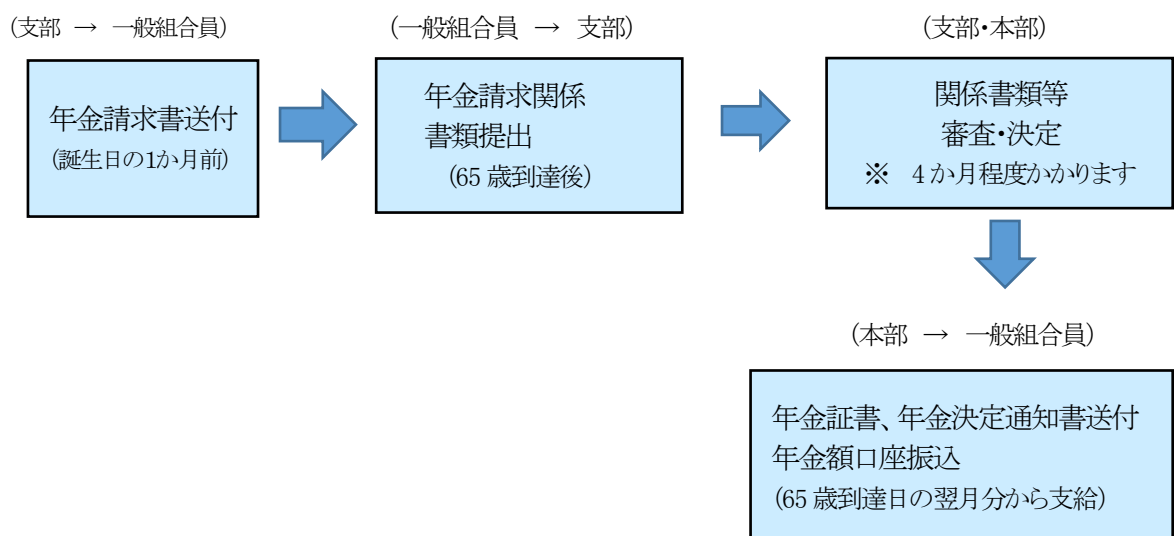 (支部 → 一般組合員)
年金請求書送付
(誕生日の1か月前)
(一般組合員 → 支部)
年金請求関係
書類提出
(65 歳到達後)
(支部・本部)
関係書類等
審査・決定
※ 4か月程度かかります
(本部 → 一般組合員)
年金証書、年金決定通知書送付
年金額口座振込
(65 歳到達日の翌月分から支給)